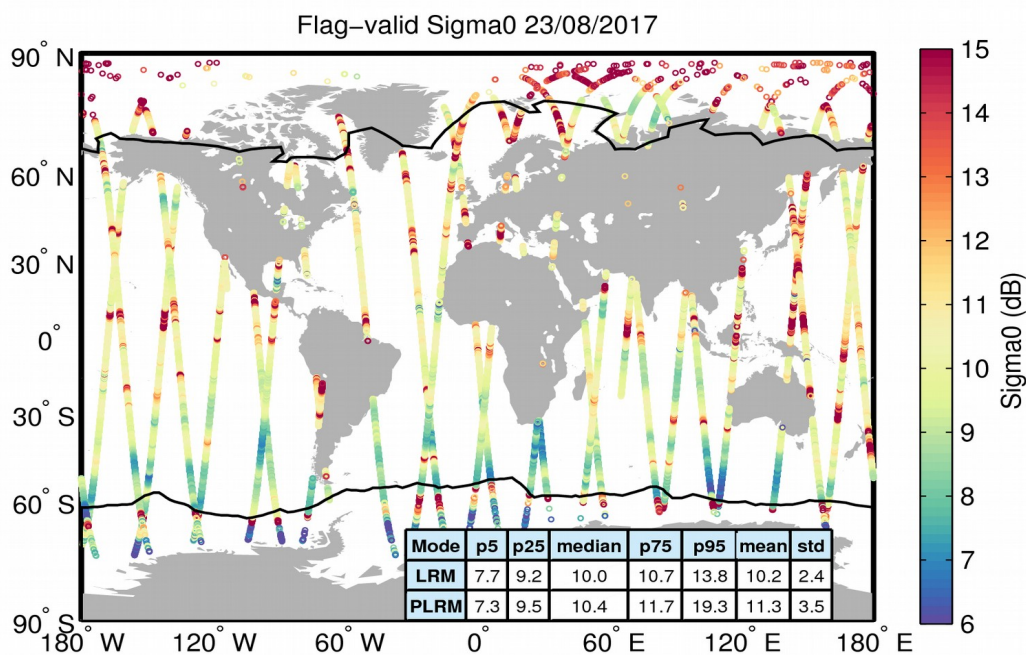 Flag−valid Sigma0 23/08/2017
90° N
60° N
30° N
0°
30° S
60° S
90° S
180° W
120° W
60° W
0°
60° E
120° E
180° E
15
14
13
12
11
10
9
8
7
6
Sigma0 (dB)
Mode p5 p25 median p75 p95 mean std
LRM 7.7 9.2 10.0 10.7 13.8 10.2 2.4
PLRM 7.3 9.5 10.4 11.7 19.3 11.3 3.5